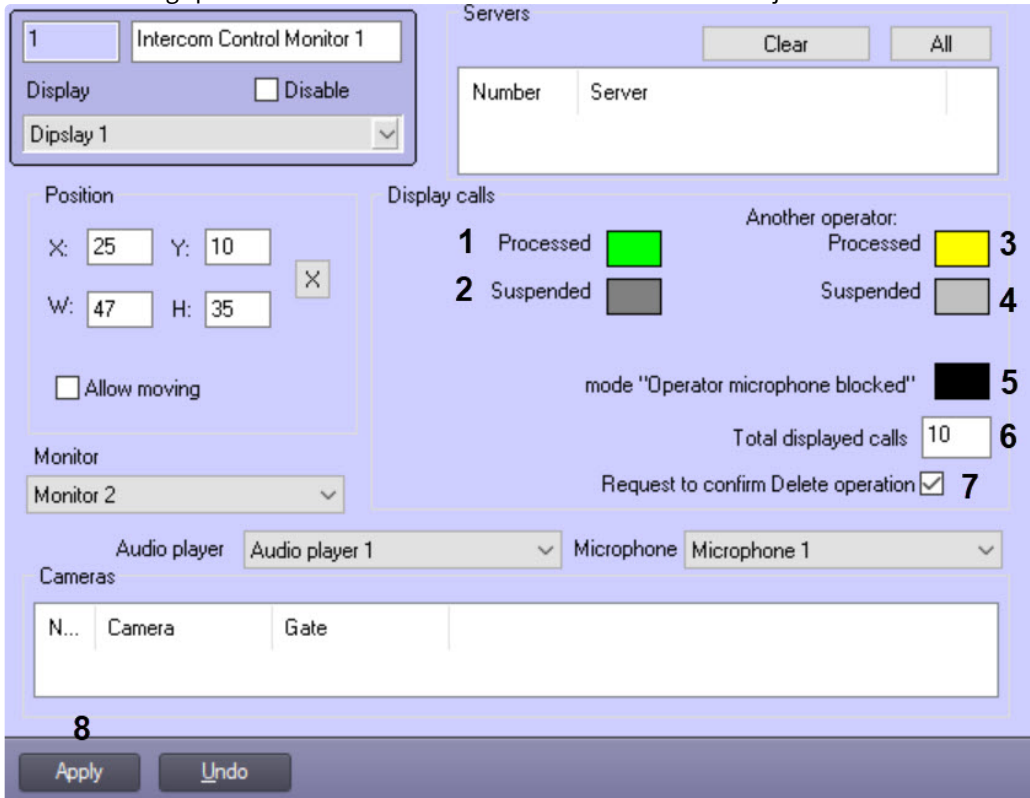 Servers
1 Intercom Control Monitor 1
Clear All
Display Disable
Number Server
Dipslay 1
Position
Display calls
Another operator:
X: 25 Y: 10
1 Processed
Processed 3
X
2 Suspended
Suspended 4
W: 47 H: 35
Allow moving
mode "Operator microphone blocked" 5
Total displayed calls 10 6
Monitor
Monitor 2
Request to confirm Delete operation 7
Audio player Audio player 1 Microphone Microphone 1
Cameras
N... Camera Gate
8
Apply Undo